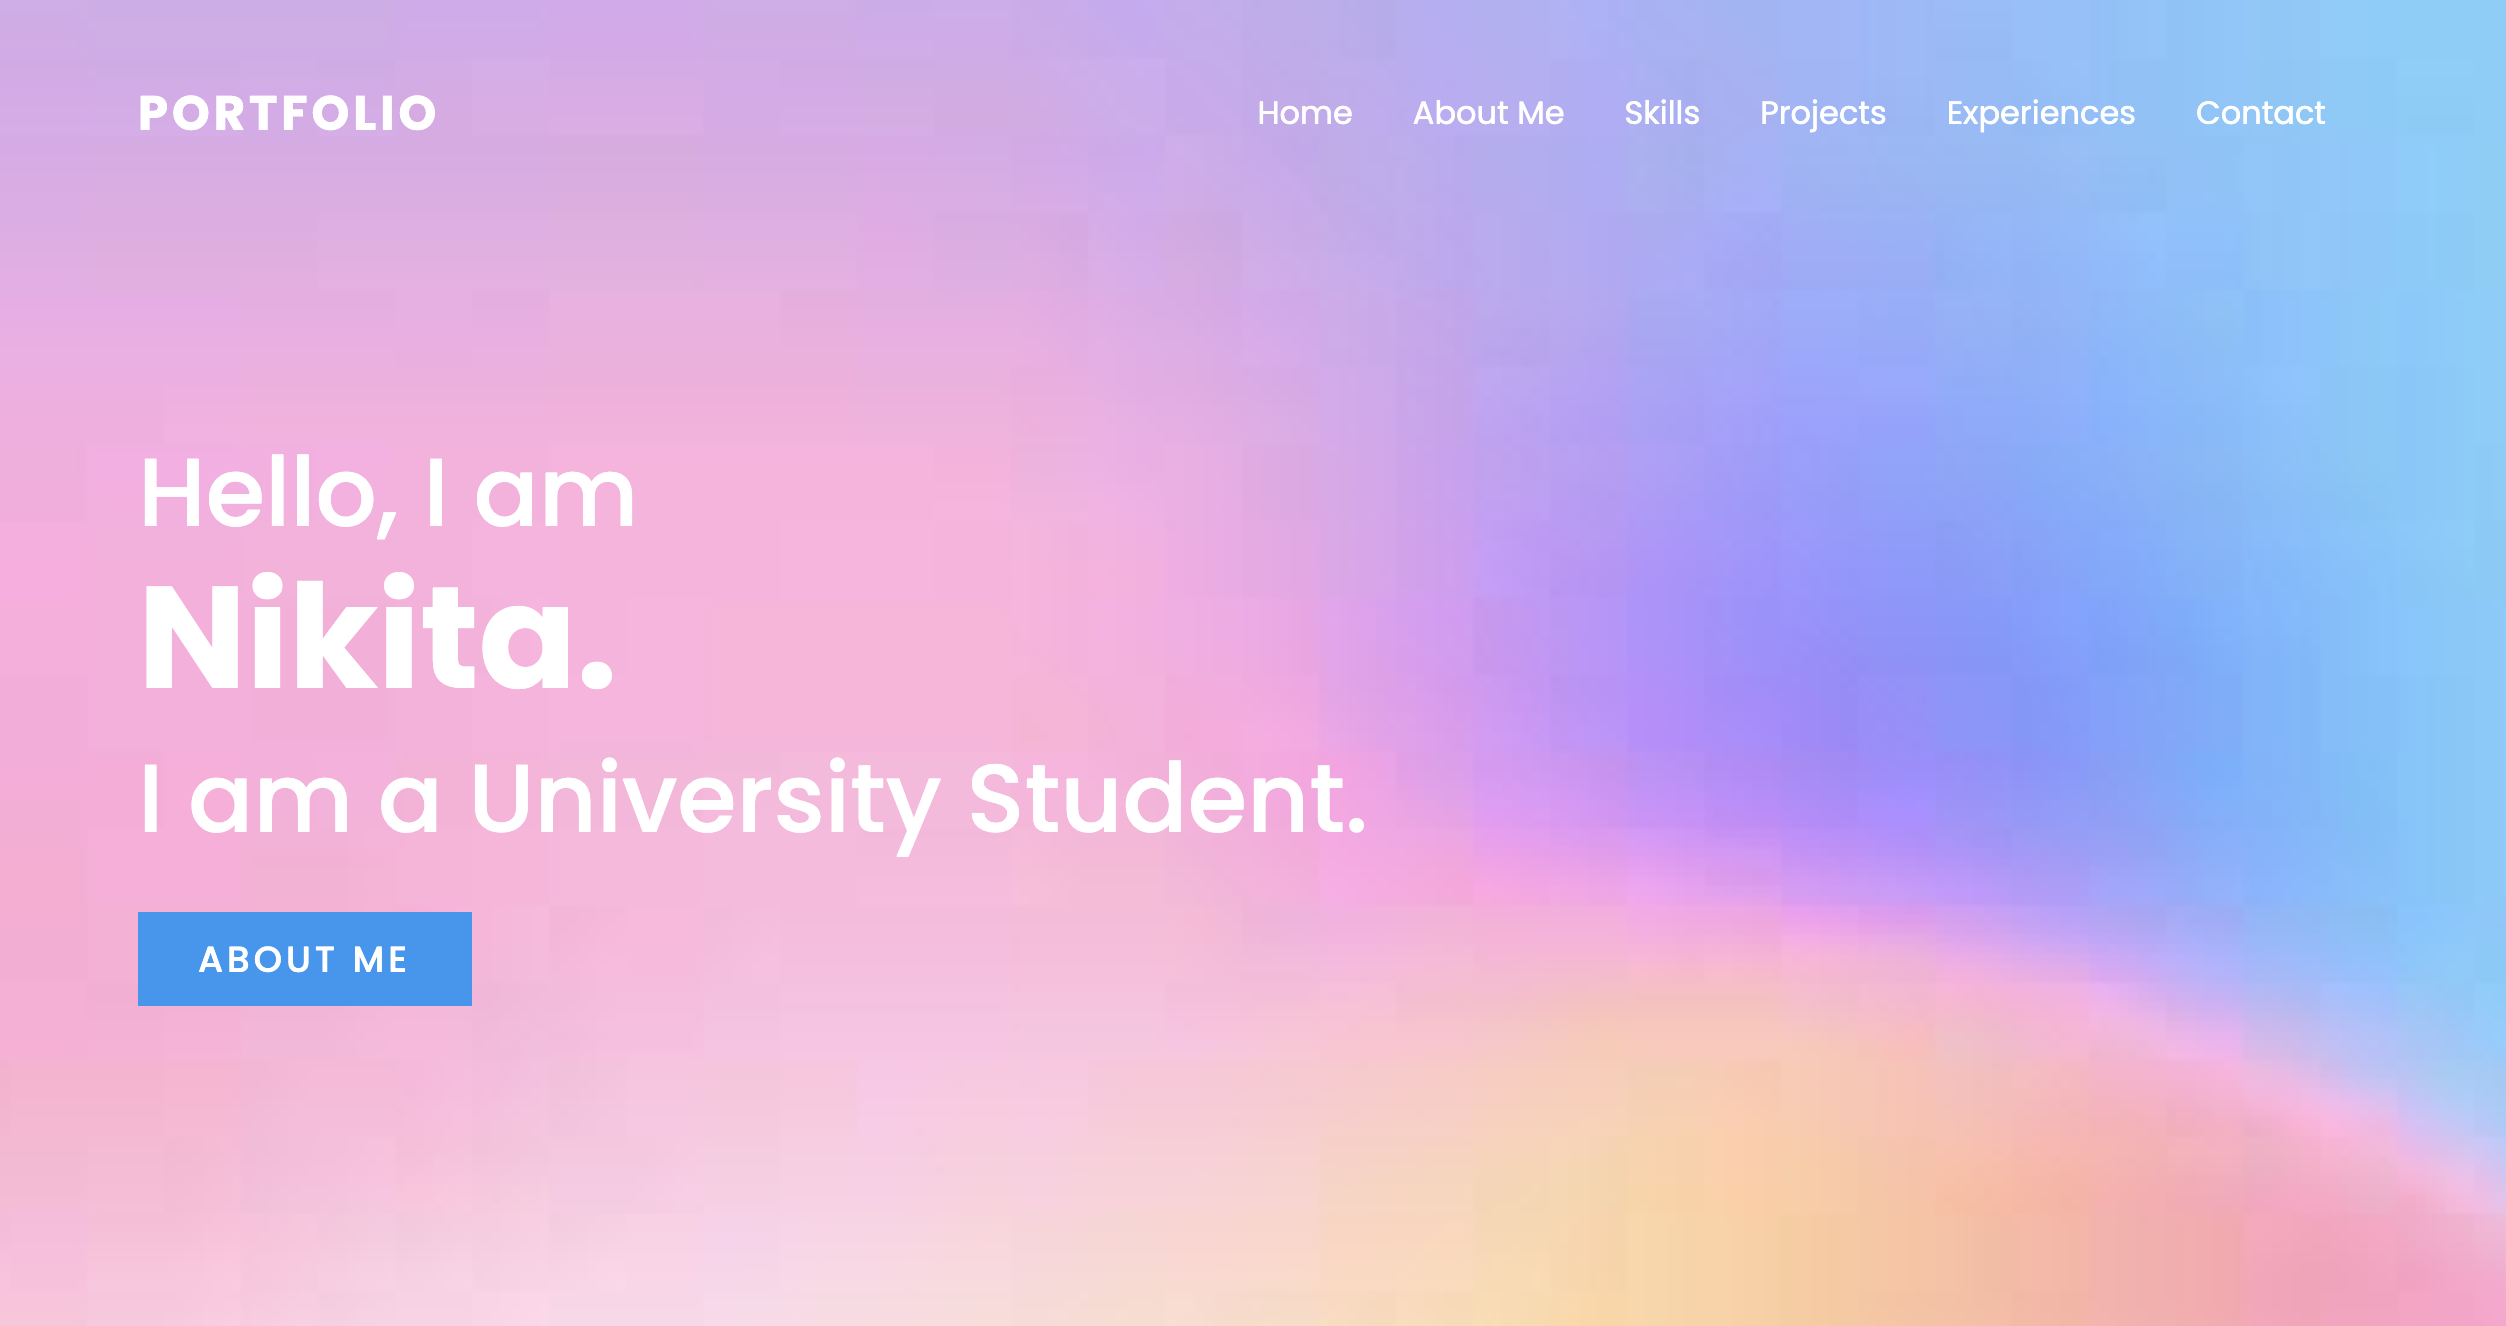 PORTFOLIO
Home About Me Skills Projects Experiences Contact
Hello, I am
Nikita.
I am a University Student.
ABOUT ME